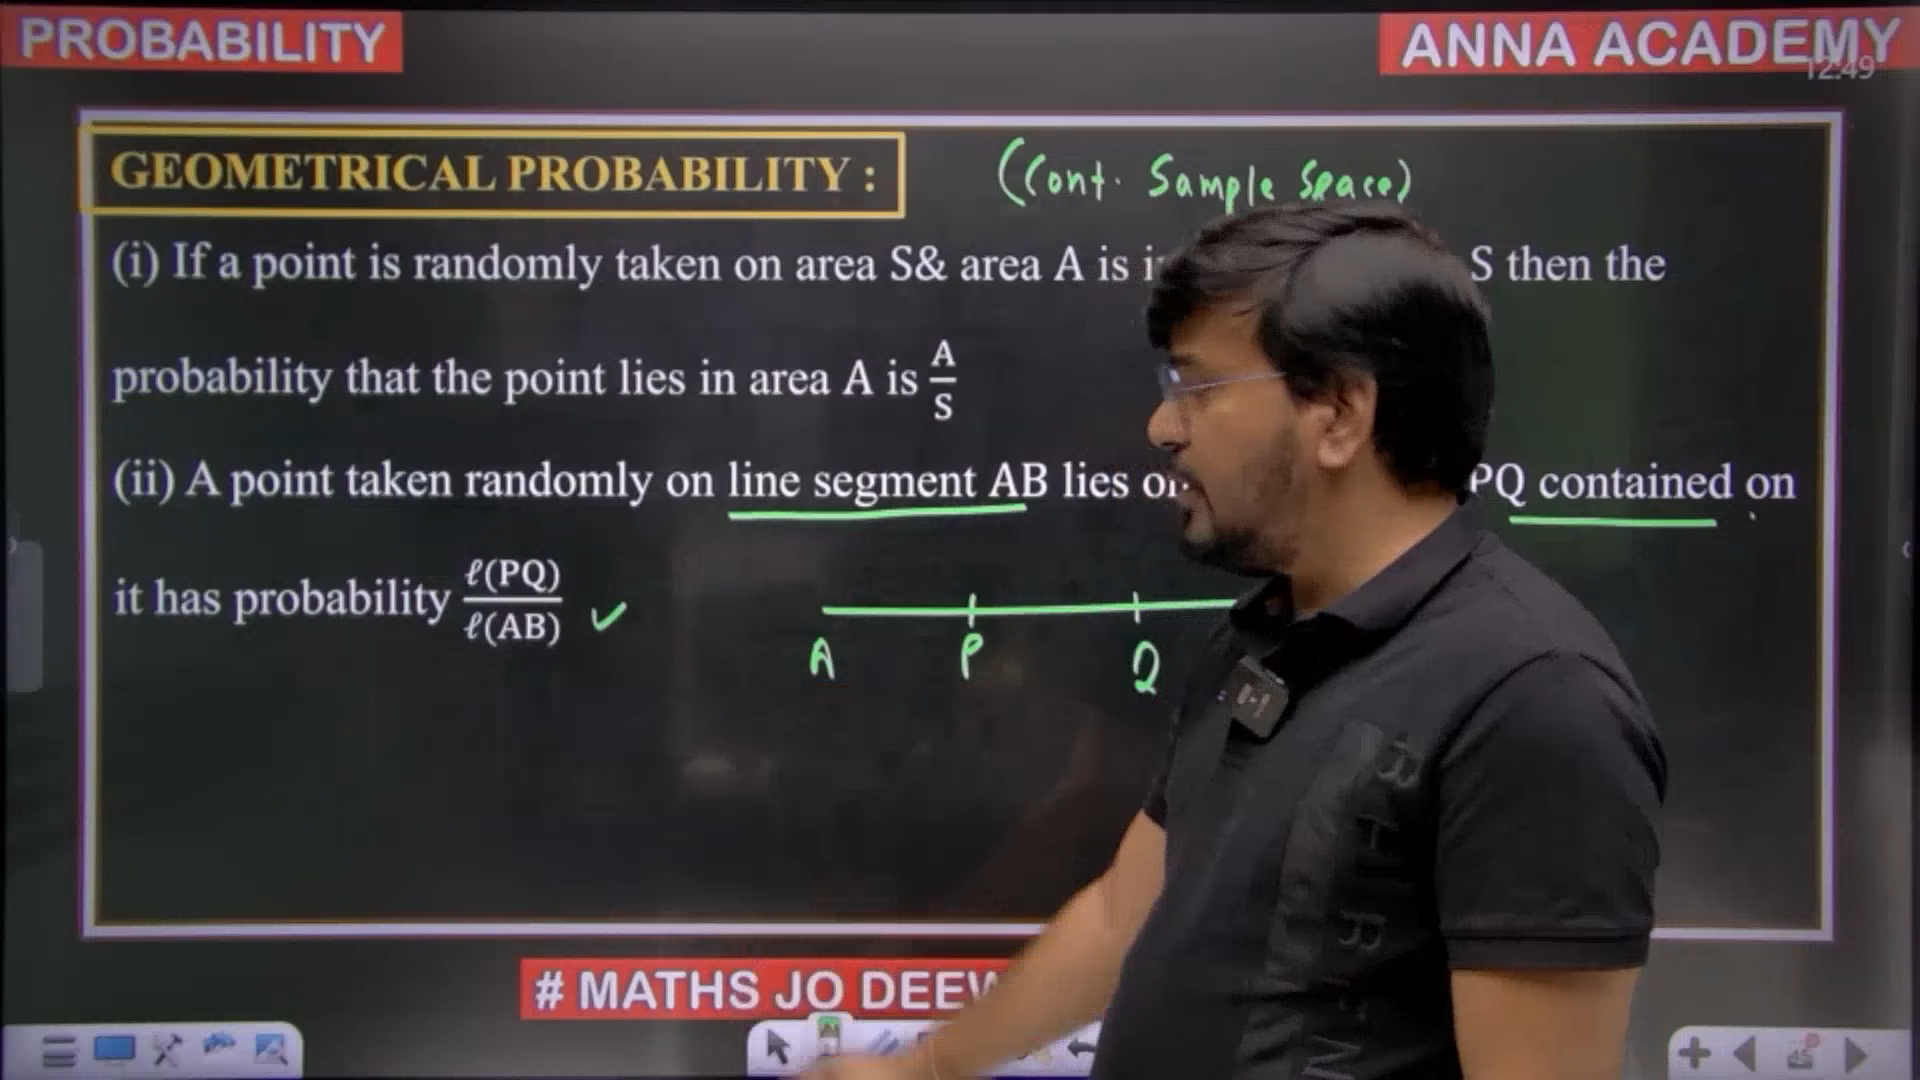 PROBABILITY
ANNA ACADEMY
12:49
GEOMETRICAL PROBABILITY :
(Cont. Sample Space)
(i) If a point is randomly taken on area S& area A is S then the
probability that the point lies in area A is A/S
(ii) A point taken randomly on line segment AB lies PQ contained on
it has probability ℓ(PQ)/ℓ(AB) ✓
A P Q
# MATHS JO
45